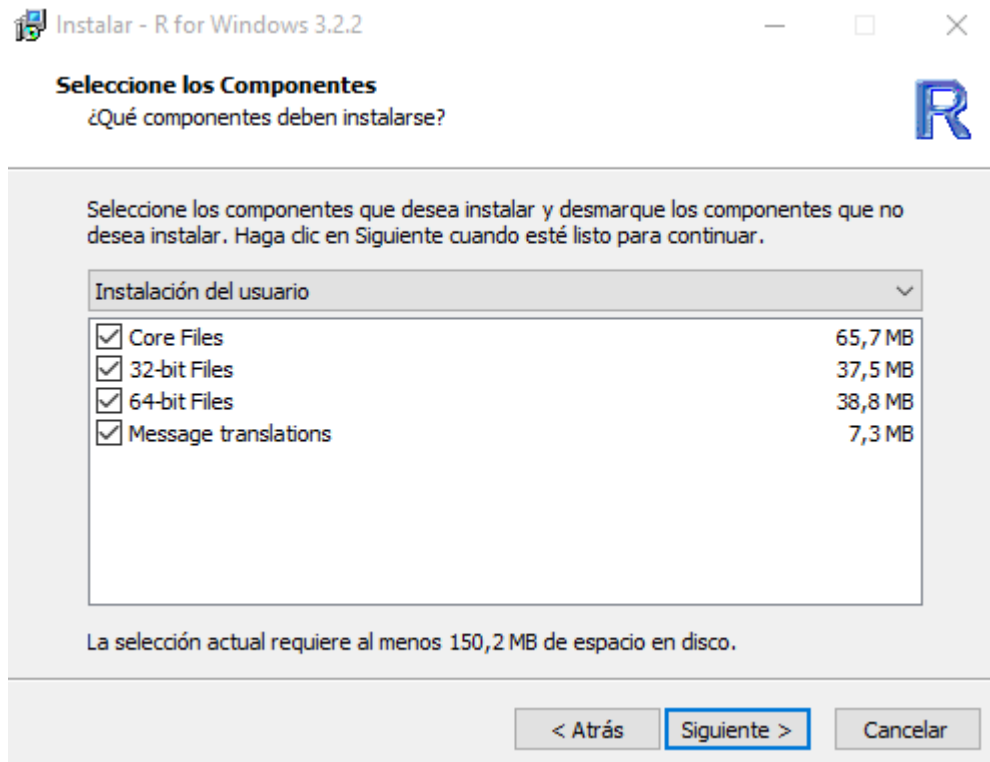 Instalar - R for Windows 3.2.2
Seleccione los Componentes
¿Qué componentes deben instalarse?
R
Seleccione los componentes que desea instalar y desmarque los componentes que no
desea instalar. Haga clic en Siguiente cuando esté listo para continuar.
Instalación del usuario
Core Files 65,7 MB
32-bit Files 37,5 MB
64-bit Files 38,8 MB
Message translations 7,3 MB
La selección actual requiere al menos 150,2 MB de espacio en disco.
< Atrás Siguiente > Cancelar